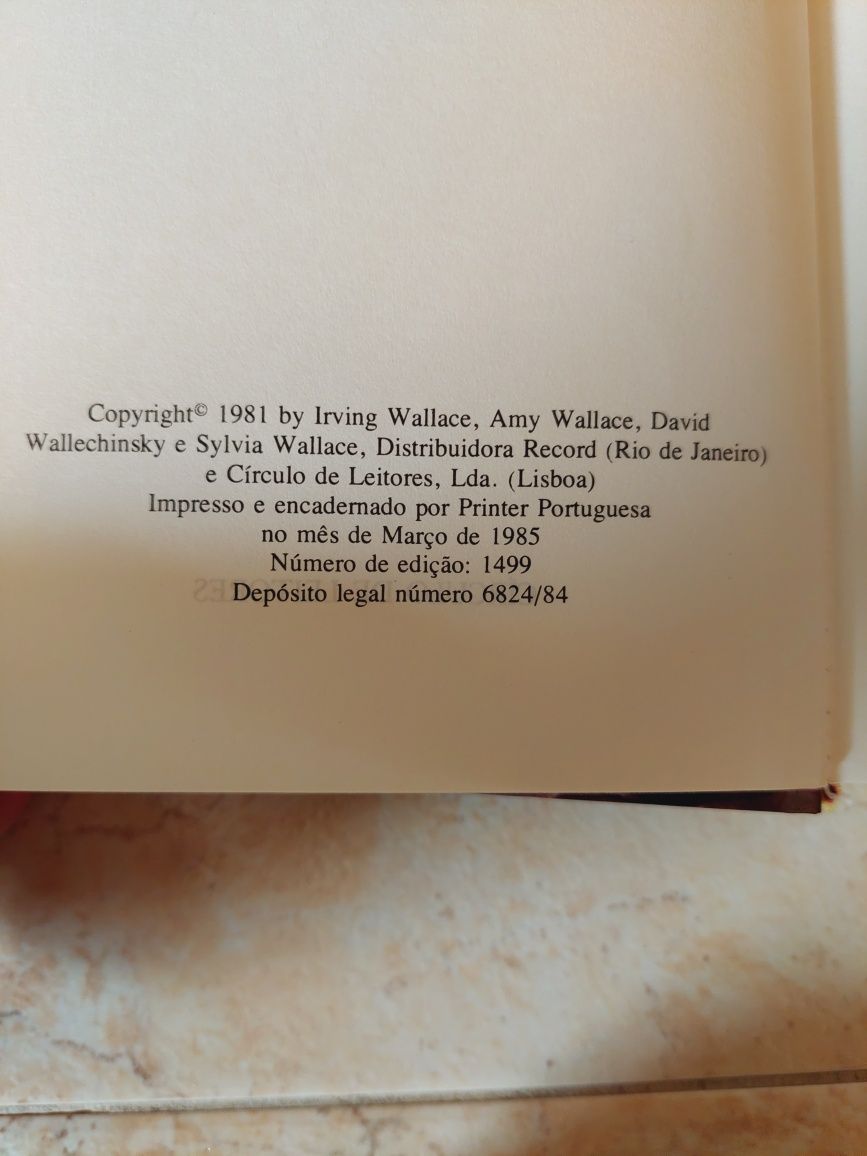 Copyright© 1981 by Irving Wallace, Amy Wallace, David
Wallechinsky e Sylvia Wallace, Distribuidora Record (Rio de Janeiro)
e Círculo de Leitores, Lda. (Lisboa)
Impresso e encadernado por Printer Portuguesa
no mês de Março de 1985
Número de edição: 1499
Depósito legal número 6824/84